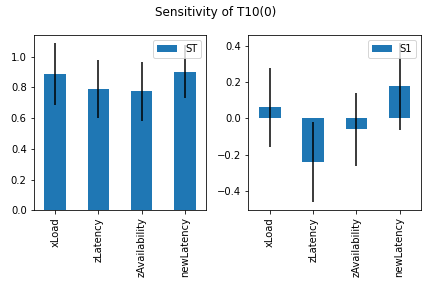 Sensitivity of T10(0)
ST
1.0
0.8
0.6
0.4
0.2
0.0
xLoad
zLatency
zAvailability
newLatency
S1
0.4
0.2
0.0
−0.2
−0.4
xLoad
zLatency
zAvailability
newLatency